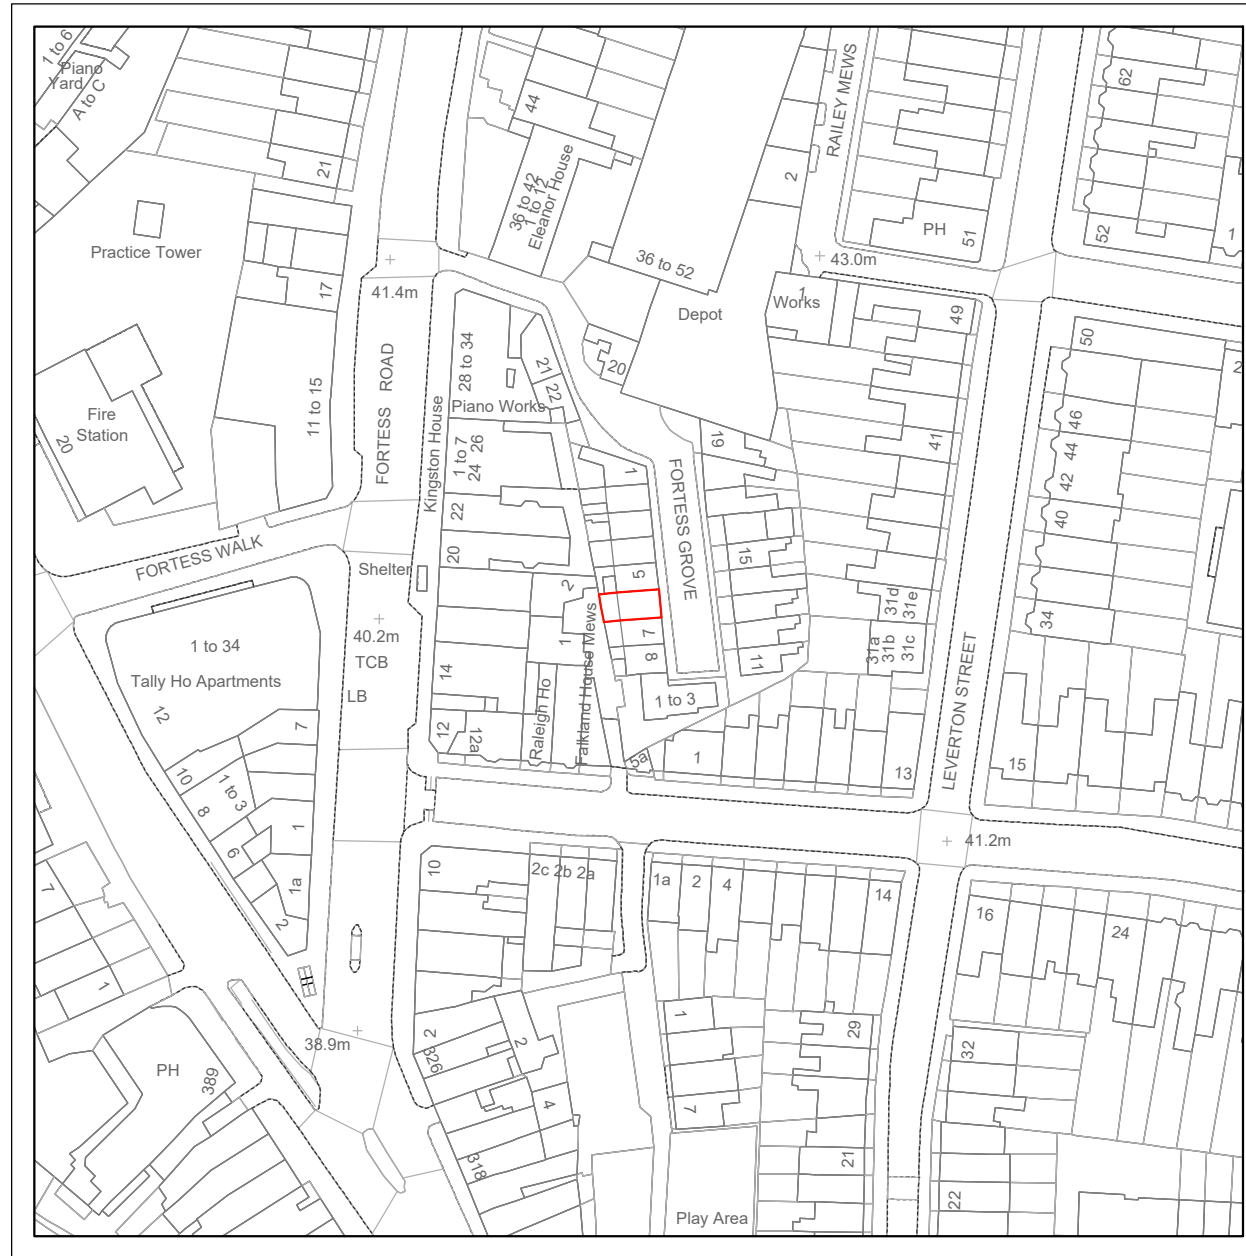 1 to 6
Piano
Yard
A to C
21
44
36 to 42
1 to 12
Eleanor House
2
RAILEY MEWS
PH
51
62
52
1
Practice Tower
17
41.4m
36 to 52
Depot
43.0m
1
Works
49
50
2
FORTESS ROAD
28 to 34
Piano Works
21
22
20
Fire
Station
20
11 to 15
Kingston House
1 to 7
24 26
22
20
1
19
FORTESS GROVE
41
46
44
42
40
34
FORTESS WALK
Shelter
2
5
15
31d
31e
31a
31b
31c
40.2m
TCB
LB
1 to 34
Tally Ho Apartments
12
14
1
Falkland House Mews
7
8
11
1 to 3
Raleigh Ho
12
12a
5a
1
13
LEVERTON STREET
15
7
10
1 to 3
8
6
1
1a
2
41.2m
10
2c 2b 2a
1a
2
4
14
16
24
7
1
38.9m
2
326
2
4
318
1
7
29
21
32
22
PH
389
Play Area